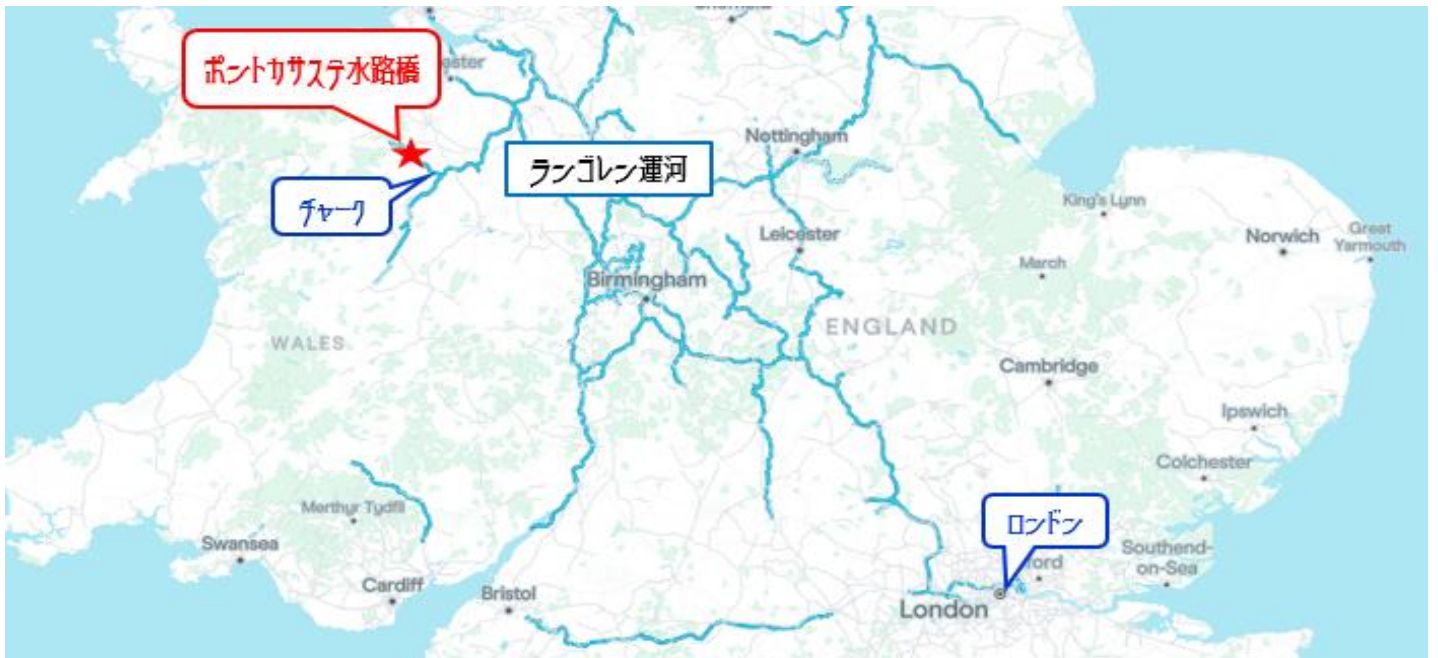 ポントカサステ水路橋
ランゴレン運河
チャーク
Nottingham
King's Lynn
Leicester
Norwich
Great
Yarmouth
March
Birmingham
WALES
ENGLAND
Cambridge
Ipswich
Colchester
Merthyr Tydfil
ロンドン
Swansea
Southend-
on-Sea
Cardiff
Bristol
London